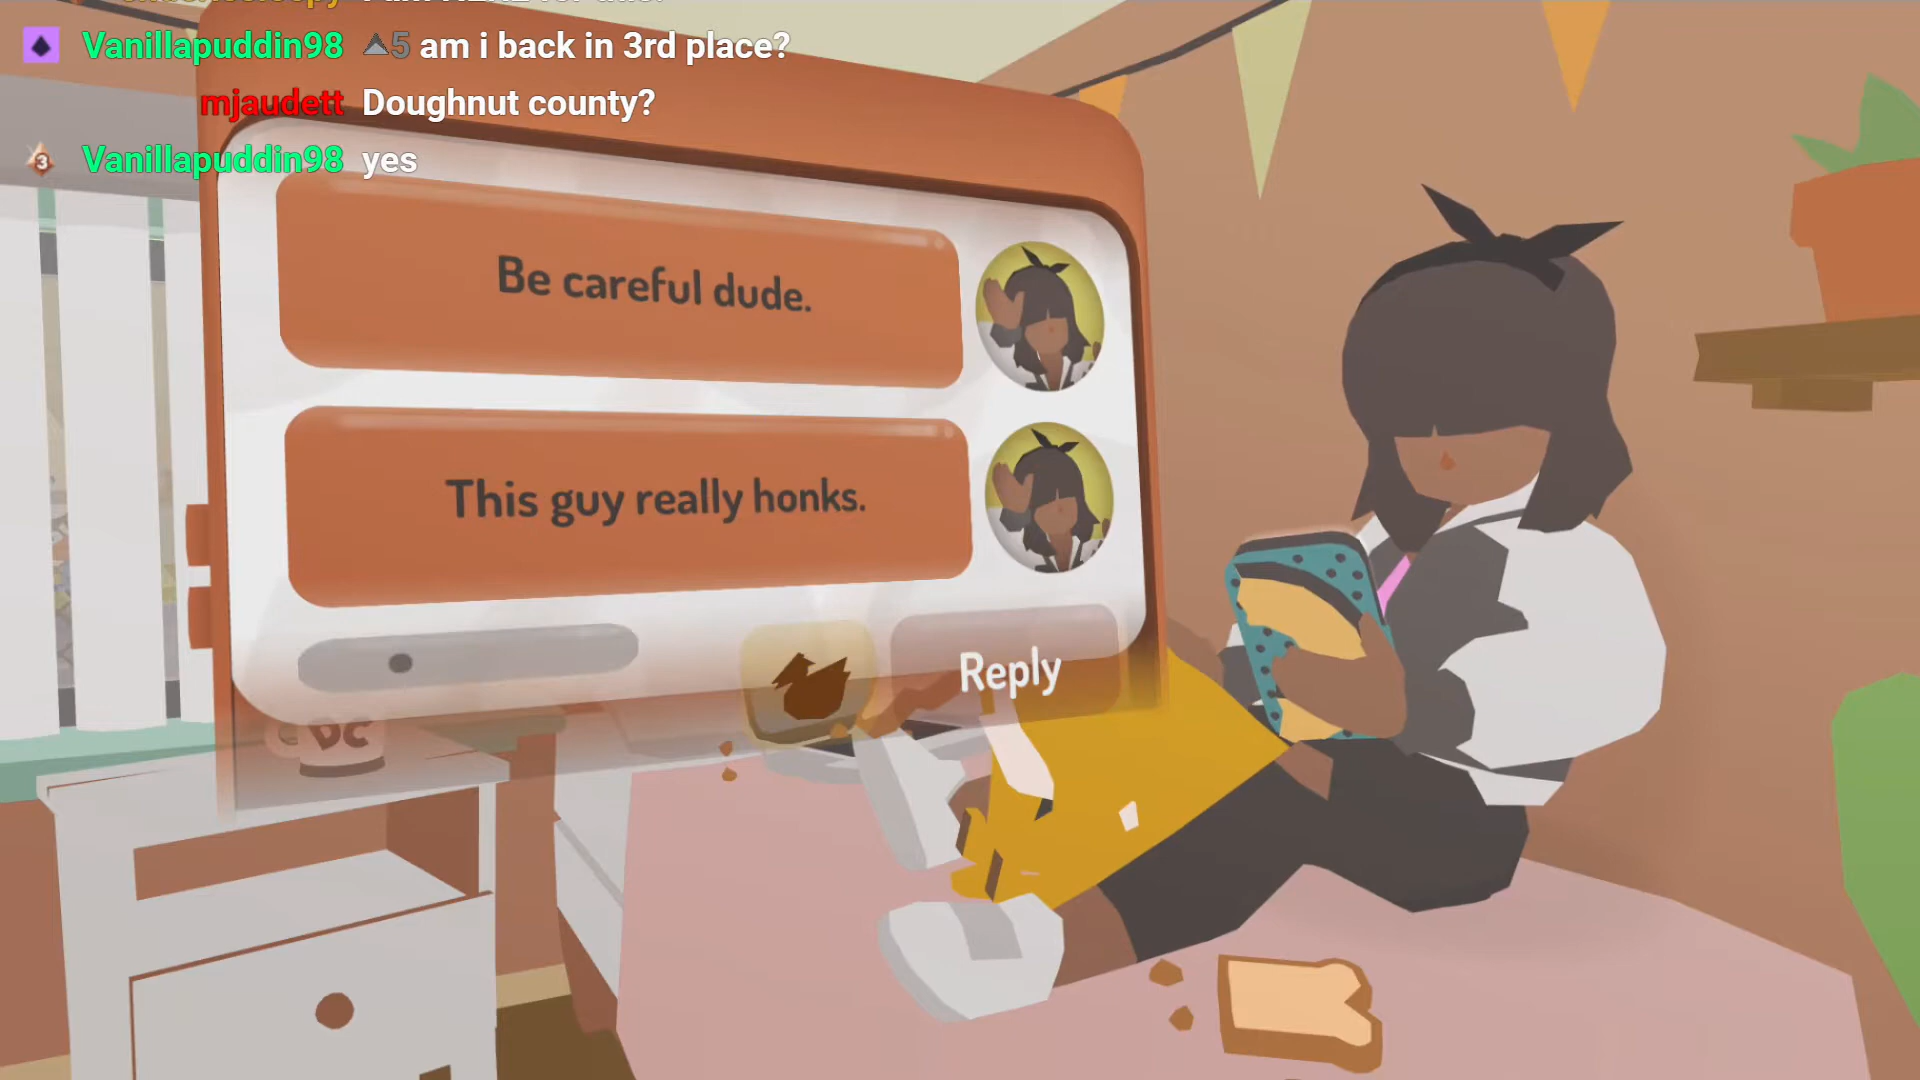 Vanillapuddin98 5 am i back in 3rd place?
mjaudett Doughnut county?
3 Vanillapuddin98 yes
Be careful dude.
This guy really honks.
Reply
DC